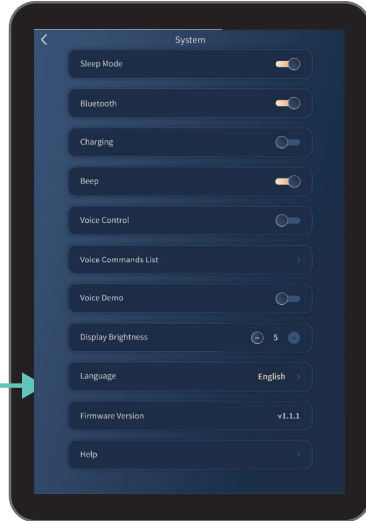 System
Sleep Mode
Bluetooth
Charging
Beep
Voice Control
Voice Commands List
Voice Demo
Display Brightness 5
Language English
Firmware Version v1.1.1
Help